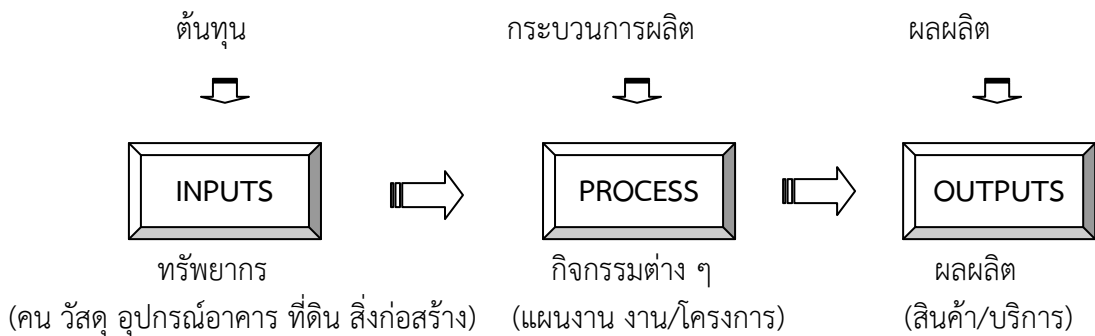 ต้นทุน กระบวนการผลิต ผลผลิต
INPUTS PROCESS OUTPUTS
ทรัพยากร กิจกรรมต่าง ๆ ผลผลิต
(คน วัสดุ อุปกรณ์อาคาร ที่ดิน สิ่งก่อสร้าง) (แผนงาน งาน/โครงการ) (สินค้า/บริการ)